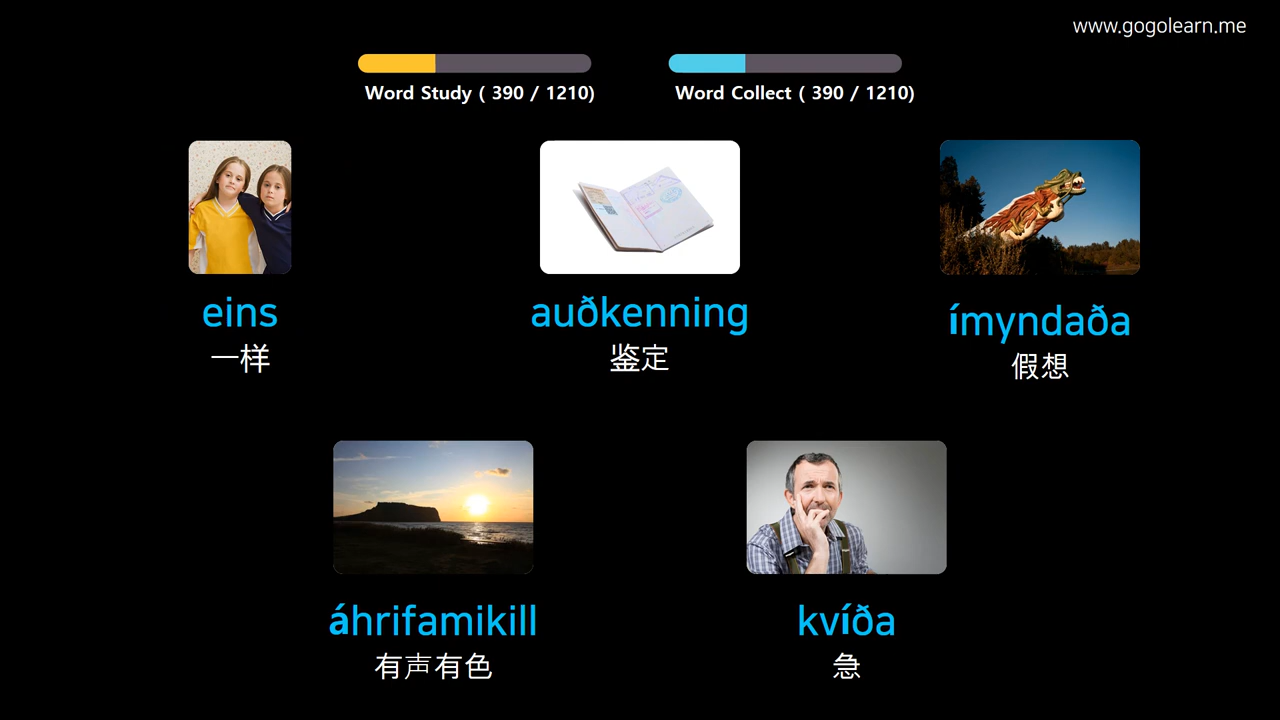 www.gogolearn.me
Word Study ( 390 / 1210)
Word Collect ( 390 / 1210)
eins
一样
auðkenning
鉴定
ímyndaða
假想
áhrifamikill
有声有色
kvíða
急